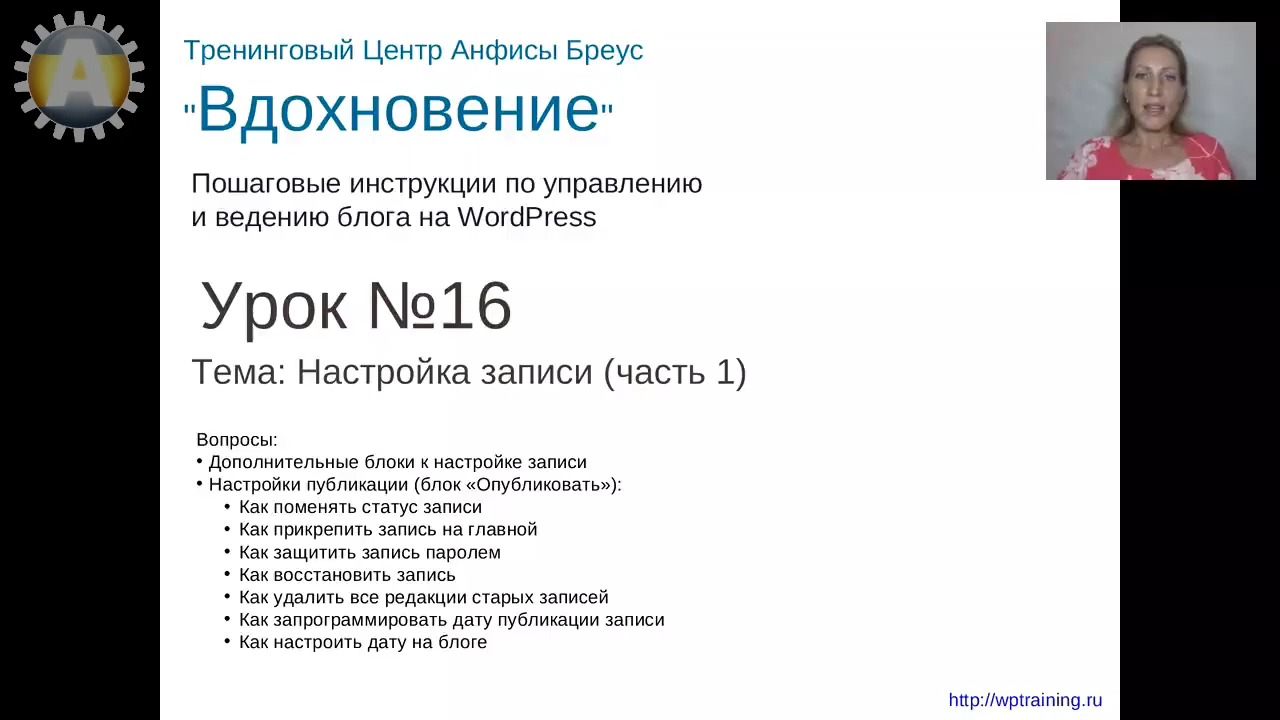 A
Тренинговый Центр Анфисы Бреус
"Вдохновение"
Пошаговые инструкции по управлению
и ведению блога на WordPress
Урок №16
Тема: Настройка записи (часть 1)
Вопросы:
• Дополнительные блоки к настройке записи
• Настройки публикации (блок «Опубликовать»):
• Как поменять статус записи
• Как прикрепить запись на главной
• Как защитить запись паролем
• Как восстановить запись
• Как удалить все редакции старых записей
• Как запрограммировать дату публикации записи
• Как настроить дату на блоге
http://wptraining.ru